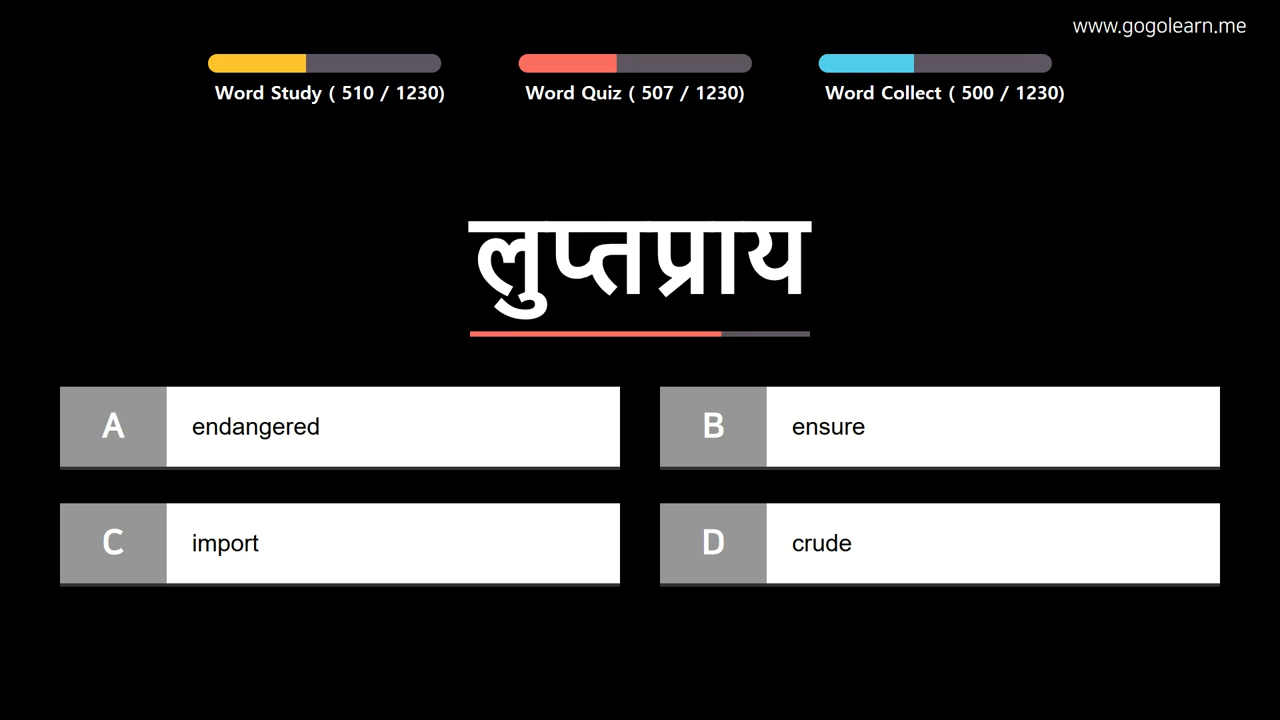 www.gogolearn.me
Word Study ( 510 / 1230)
Word Quiz ( 507 / 1230)
Word Collect ( 500 / 1230)
लुप्तप्राय
A endangered
B ensure
C import
D crude